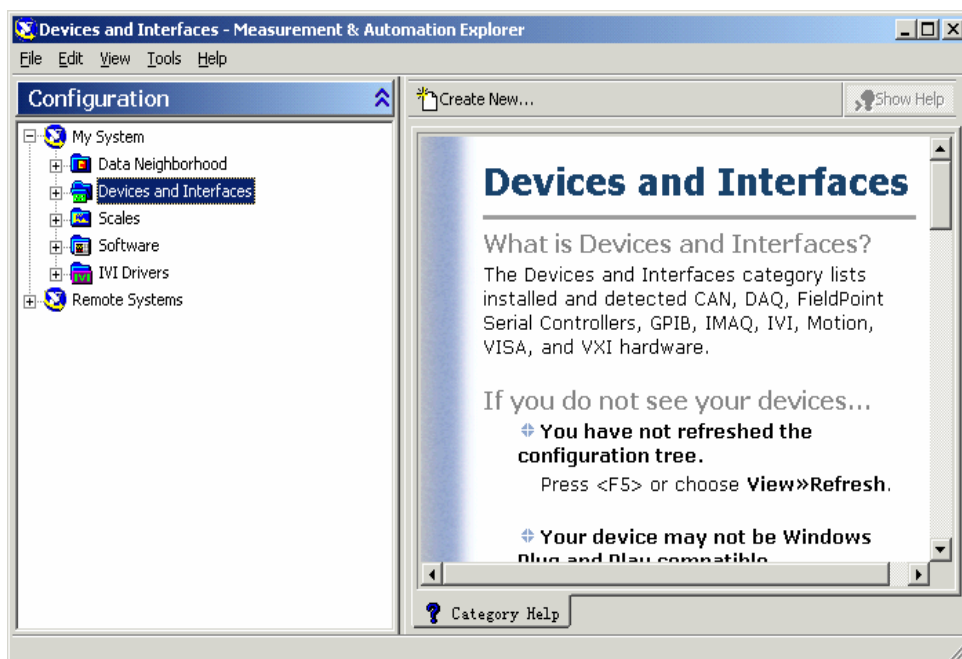 Devices and Interfaces - Measurement & Automation Explorer
File Edit View Tools Help
Configuration
My System
Data Neighborhood
Devices and Interfaces
Scales
Software
IVI Drivers
Remote Systems
Create New...
Show Help
Devices and Interfaces
What is Devices and Interfaces?
The Devices and Interfaces category lists
installed and detected CAN, DAQ, FieldPoint
Serial Controllers, GPIB, IMAQ, IVI, Motion,
VISA, and VXI hardware.
If you do not see your devices...
You have not refreshed the
configuration tree.
Press <F5> or choose View»Refresh.
Your device may not be Windows
Plug and Play compatible
Category Help